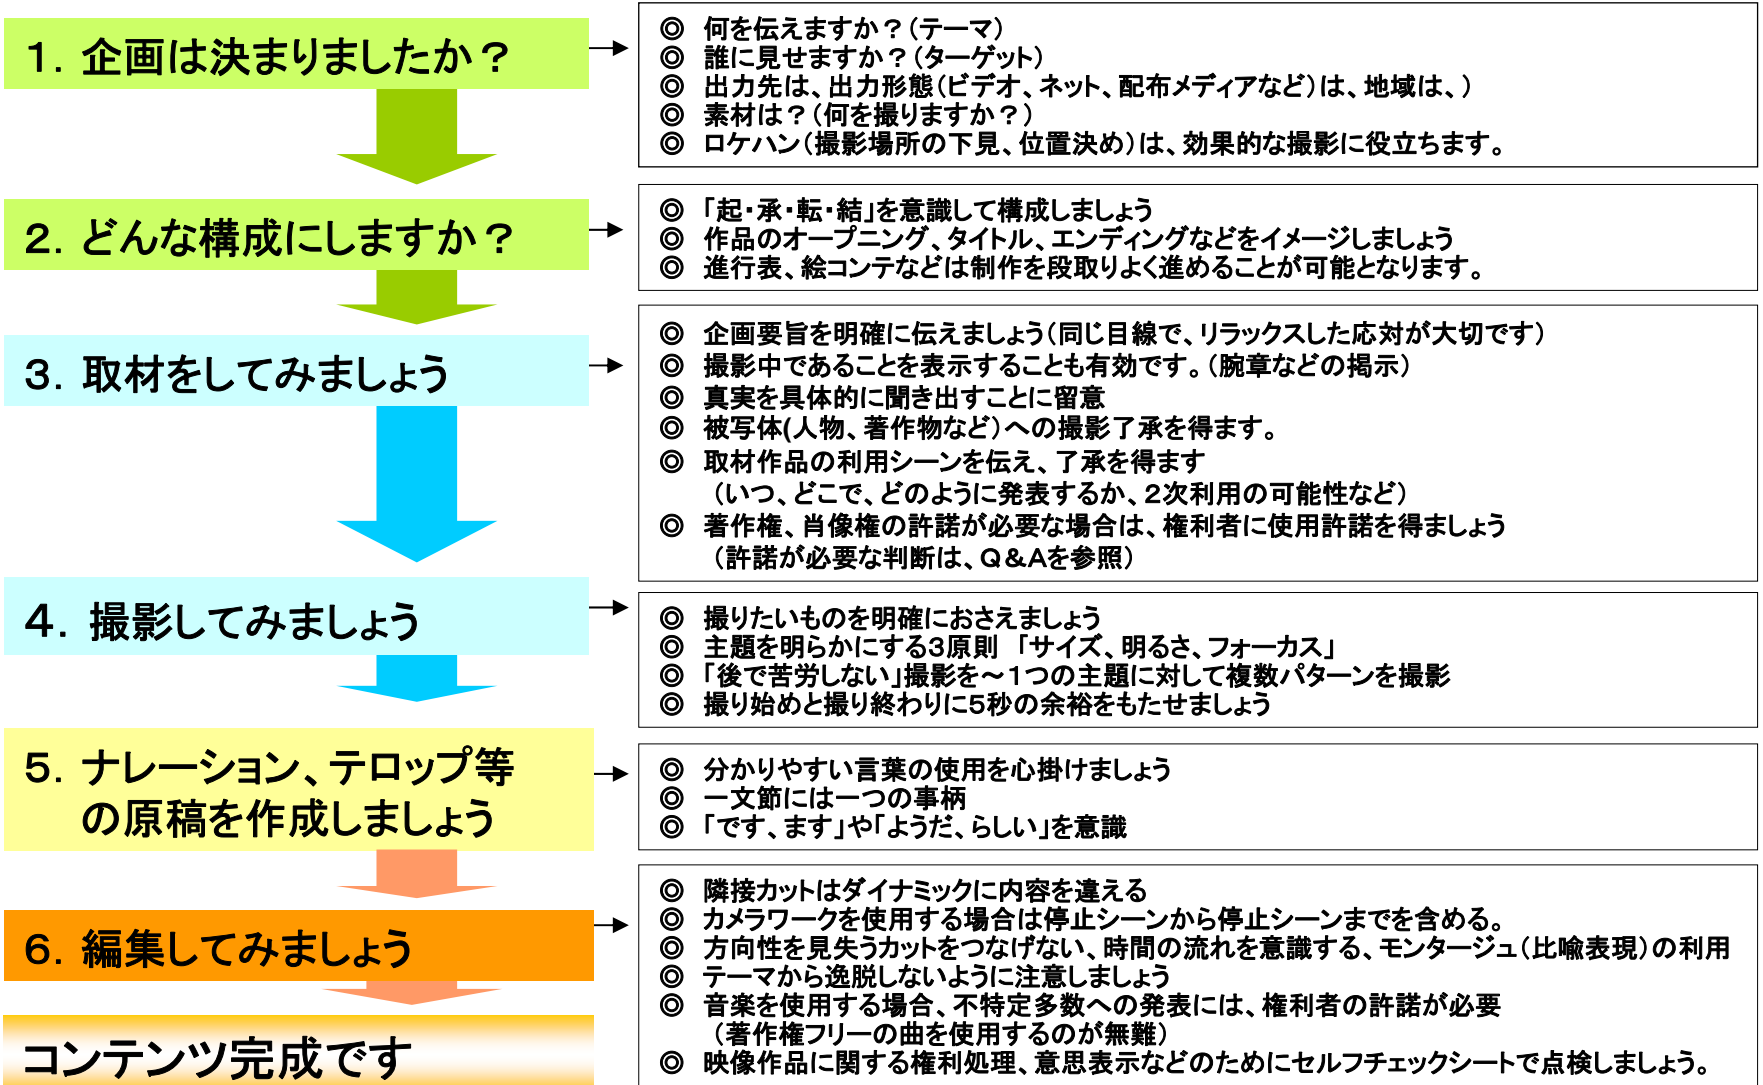 1．企画は決まりましたか？
◎ 何を伝えますか？（テーマ）
◎ 誰に見せますか？（ターゲット）
◎ 出力先は、出力形態（ビデオ、ネット、配布メディアなど）は、地域は、）
◎ 素材は？（何を撮りますか？）
◎ ロケハン（撮影場所の下見、位置決め）は、効果的な撮影に役立ちます。
2．どんな構成にしますか？
◎ 「起・承・転・結」を意識して構成しましょう
◎ 作品のオープニング、タイトル、エンディングなどをイメージしましょう
◎ 進行表、絵コンテなどは制作を段取りよく進めることが可能となります。
3．取材をしてみましょう
◎ 企画要旨を明確に伝えましょう（同じ目線で、リラックスした応対が大切です）
◎ 撮影中であることを表示することも有効です。（腕章などの掲示）
◎ 真実を具体的に聞き出すことに留意
◎ 被写体(人物、著作物など）への撮影了承を得ます。
◎ 取材作品の利用シーンを伝え、了承を得ます
（いつ、どこで、どのように発表するか、２次利用の可能性など）
◎ 著作権、肖像権の許諾が必要な場合は、権利者に使用許諾を得ましょう
（許諾が必要な判断は、Ｑ＆Ａを参照）
４．撮影してみましょう
◎ 撮りたいものを明確におさえましょう
◎ 主題を明らかにする３原則 「サイズ、明るさ、フォーカス」
◎ 「後で苦労しない」撮影を～１つの主題に対して複数パターンを撮影
◎ 撮り始めと撮り終わりに５秒の余裕をもたせましょう
５．ナレーション、テロップ等
の原稿を作成しましょう
◎ 分かりやすい言葉の使用を心掛けましょう
◎ 一文節には一つの事柄
◎ 「です、ます」や「ようだ、らしい」を意識
６．編集してみましょう
◎ 隣接カットはダイナミックに内容を違える
◎ カメラワークを使用する場合は停止シーンから停止シーンまでを含める。
◎ 方向性を見失うカットをつなげない、時間の流れを意識する、モンタージュ（比喩表現）の利用
◎ テーマから逸脱しないように注意しましょう
◎ 音楽を使用する場合、不特定多数への発表には、権利者の許諾が必要
（著作権フリーの曲を使用するのが無難）
◎ 映像作品に関する権利処理、意思表示などのためにセルフチェックシートで点検しましょう。
コンテンツ完成です